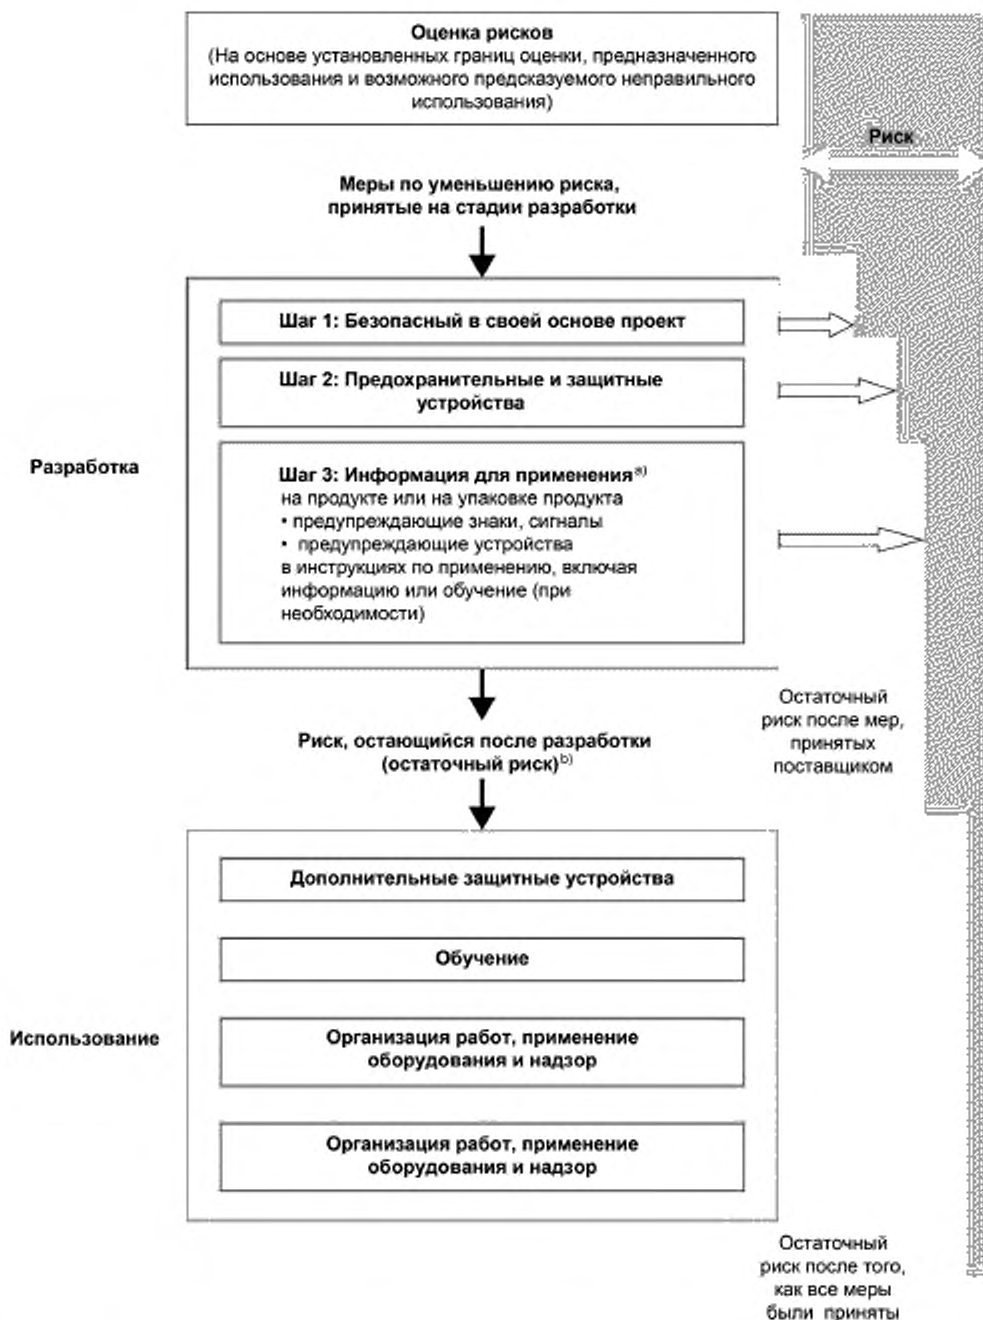 Оценка рисков
(На основе установленных границ оценки, предназначенного
использования и возможного предсказуемого неправильного
использования)
Риск
Меры по уменьшению риска,
принятые на стадии разработки
Шаг 1: Безопасный в своей основе проект
Шаг 2: Предохранительные и защитные
устройства
Разработка
Шаг 3: Информация для применения a)
на продукте или на упаковке продукта
• предупреждающие знаки, сигналы
• предупреждающие устройства
в инструкциях по применению, включая
информацию или обучение (при
необходимости)
Остаточный
риск после мер,
принятых
поставщиком
Риск, остающийся после разработки
(остаточный риск) b)
Дополнительные защитные устройства
Обучение
Использование
Организация работ, применение
оборудования и надзор
Организация работ, применение
оборудования и надзор
Остаточный
риск после того,
как все меры
были приняты